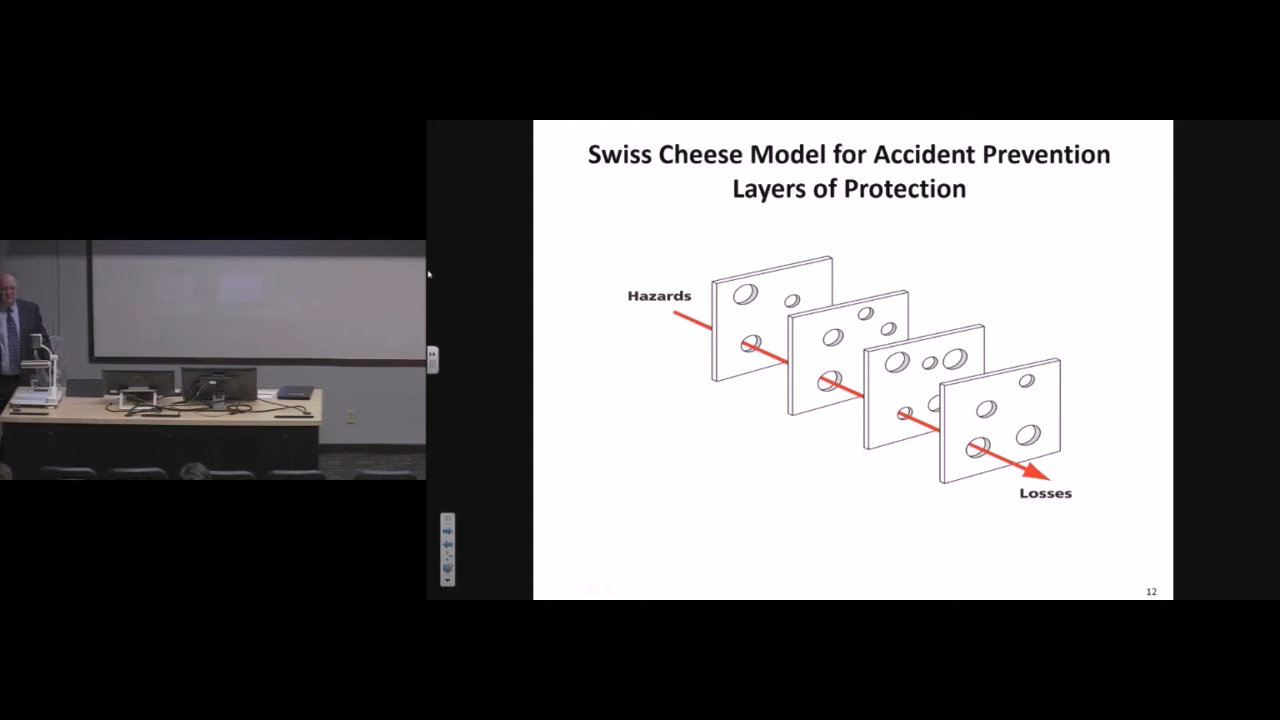 Swiss Cheese Model for Accident Prevention
Layers of Protection
Hazards
Losses
12